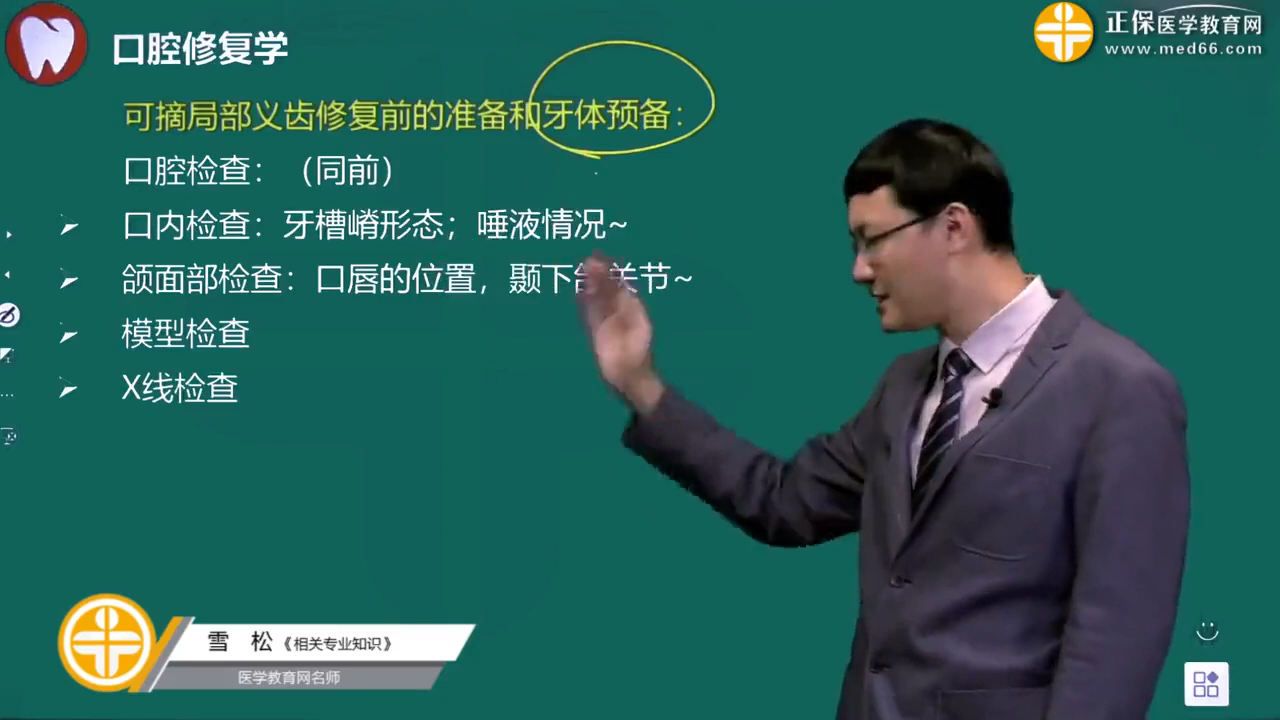 口腔修复学
正保医学教育网
www.med66.com
可摘局部义齿修复前的准备和牙体预备：
口腔检查：（同前）
口内检查：牙槽嵴形态；唾液情况~
颌面部检查：口唇的位置，颞下颌关节~
模型检查
X线检查
雪 松《相关专业知识》
医学教育网名师